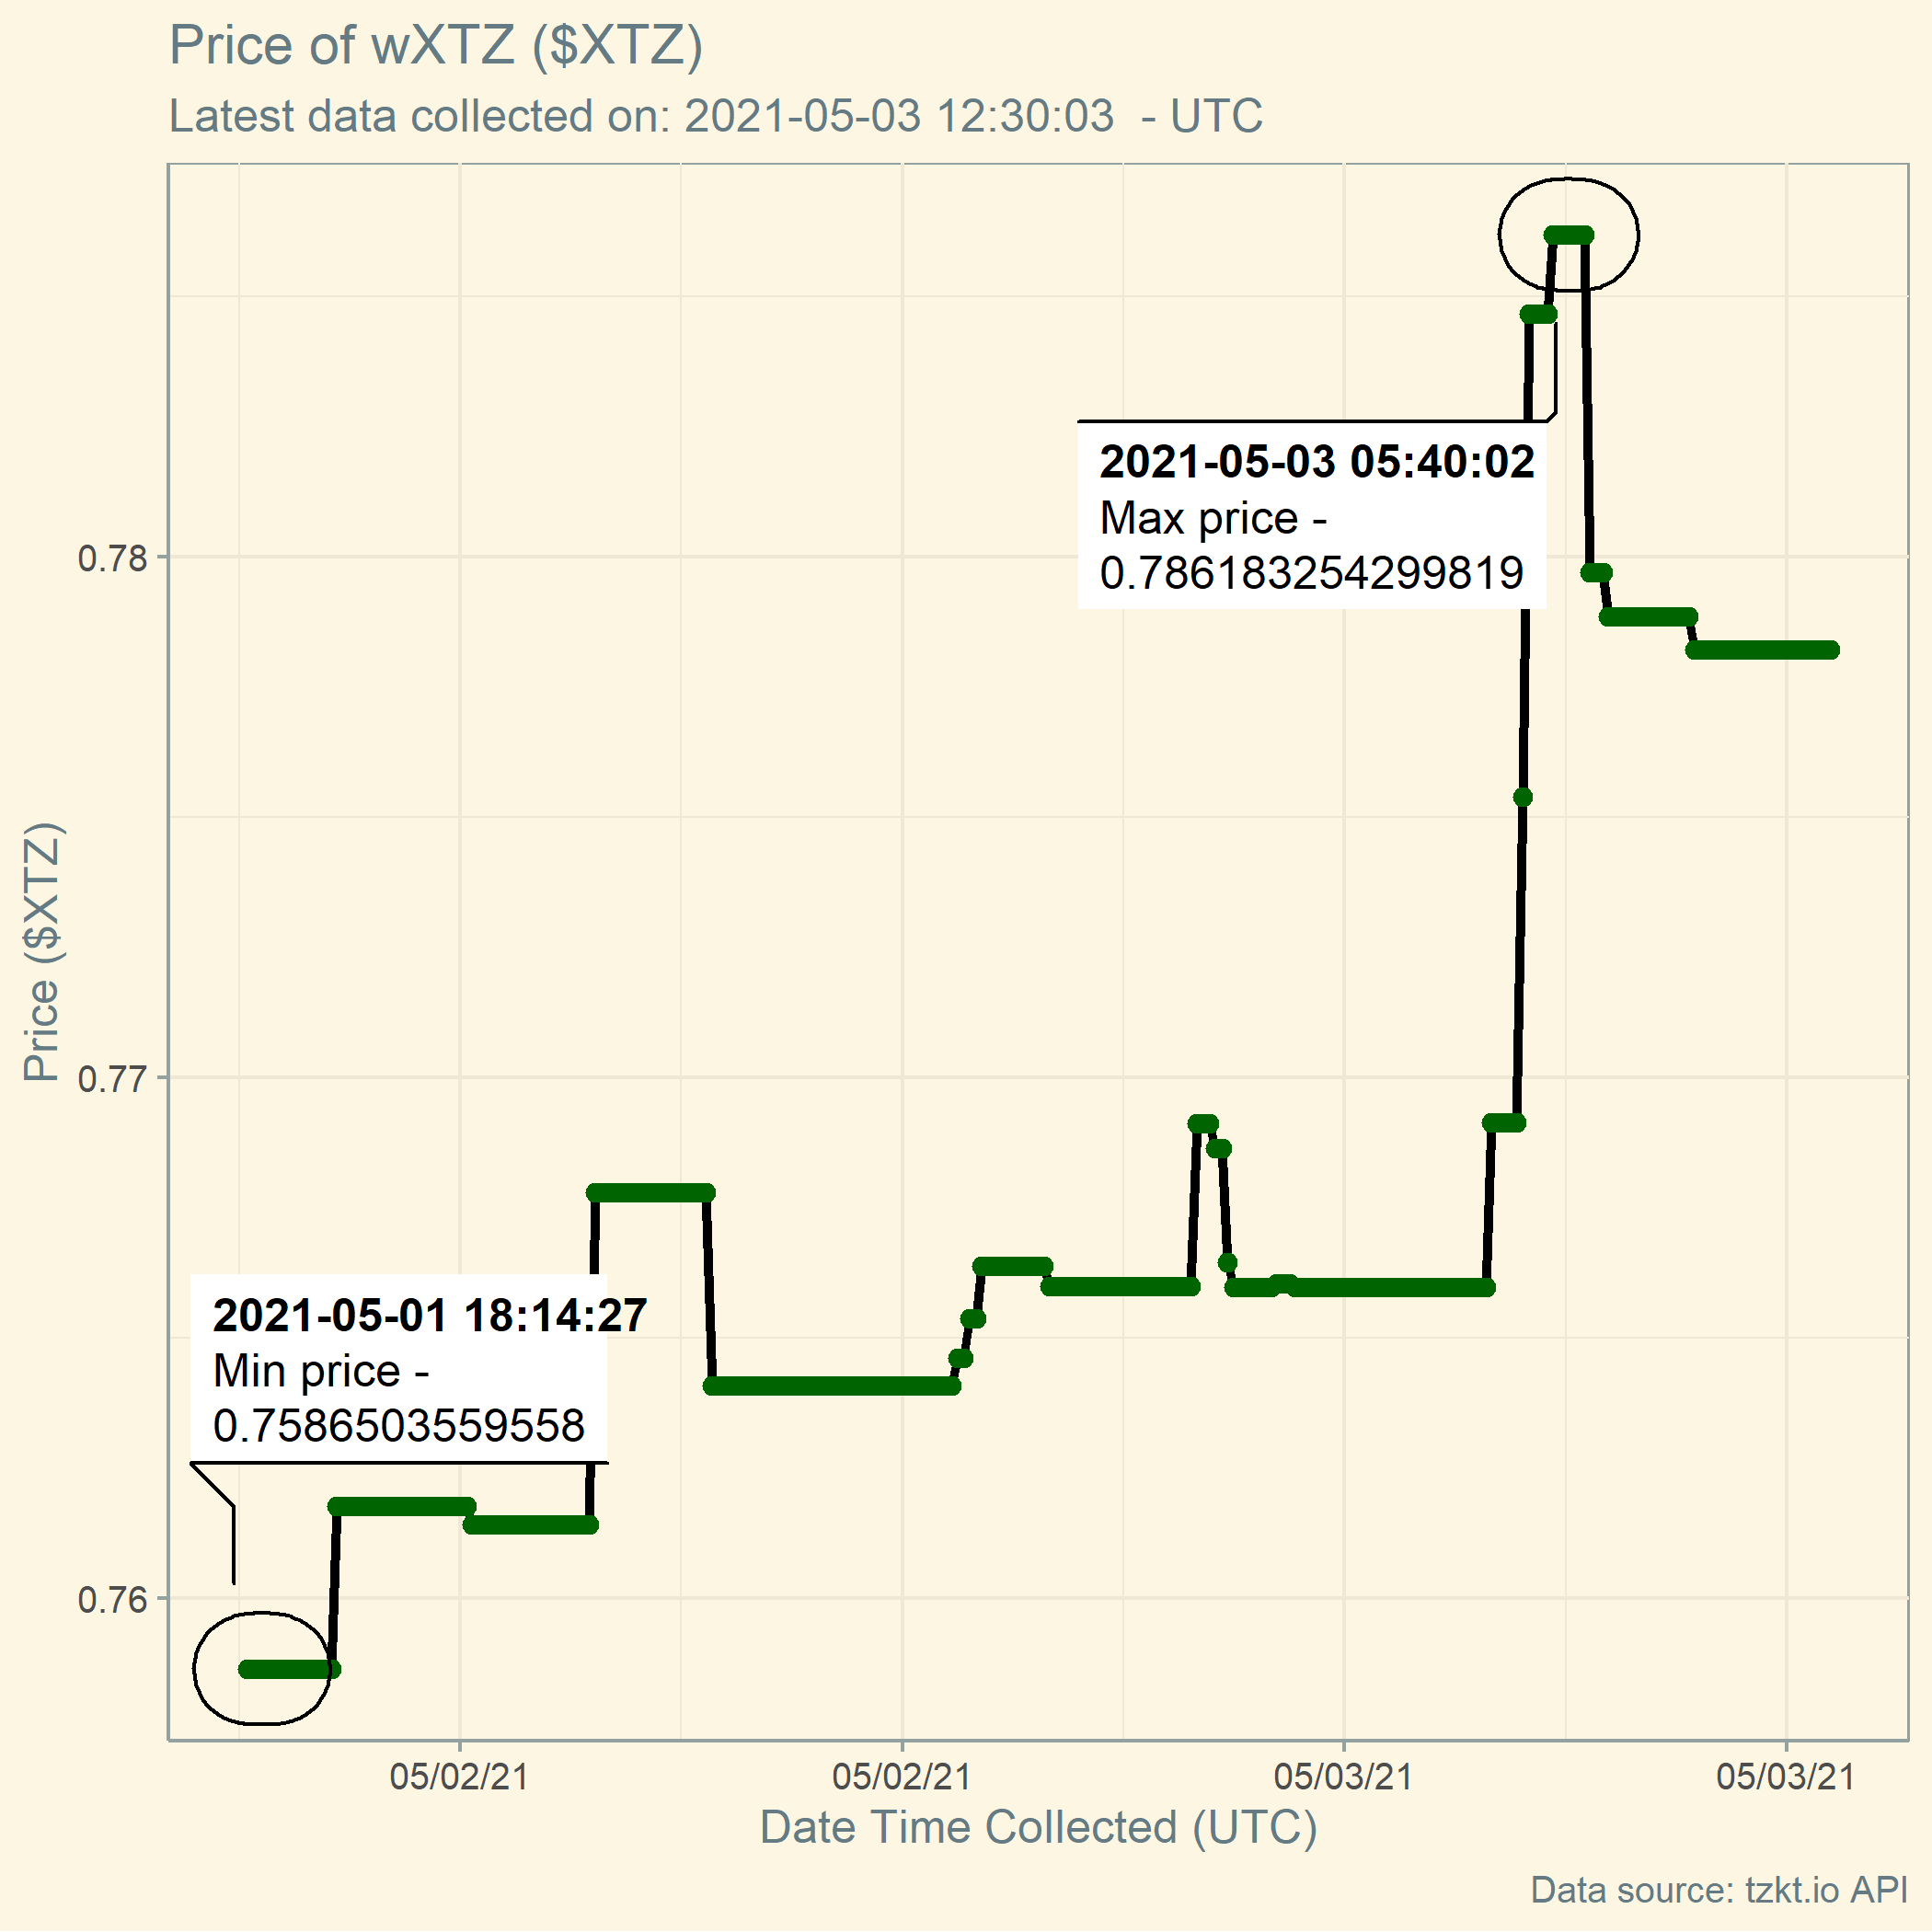 Price of wXTZ ($XTZ)
Latest data collected on: 2021-05-03 12:30:03  - UTC
2021-05-03 05:40:02
Max price -
0.786183254299819
0.78
Price ($XTZ)
0.77
2021-05-01 18:14:27
Min price -
0.7586503559558
0.76
05/02/21 05/02/21 05/03/21 05/03/21
Date Time Collected (UTC)
Data source: tzkt.io API